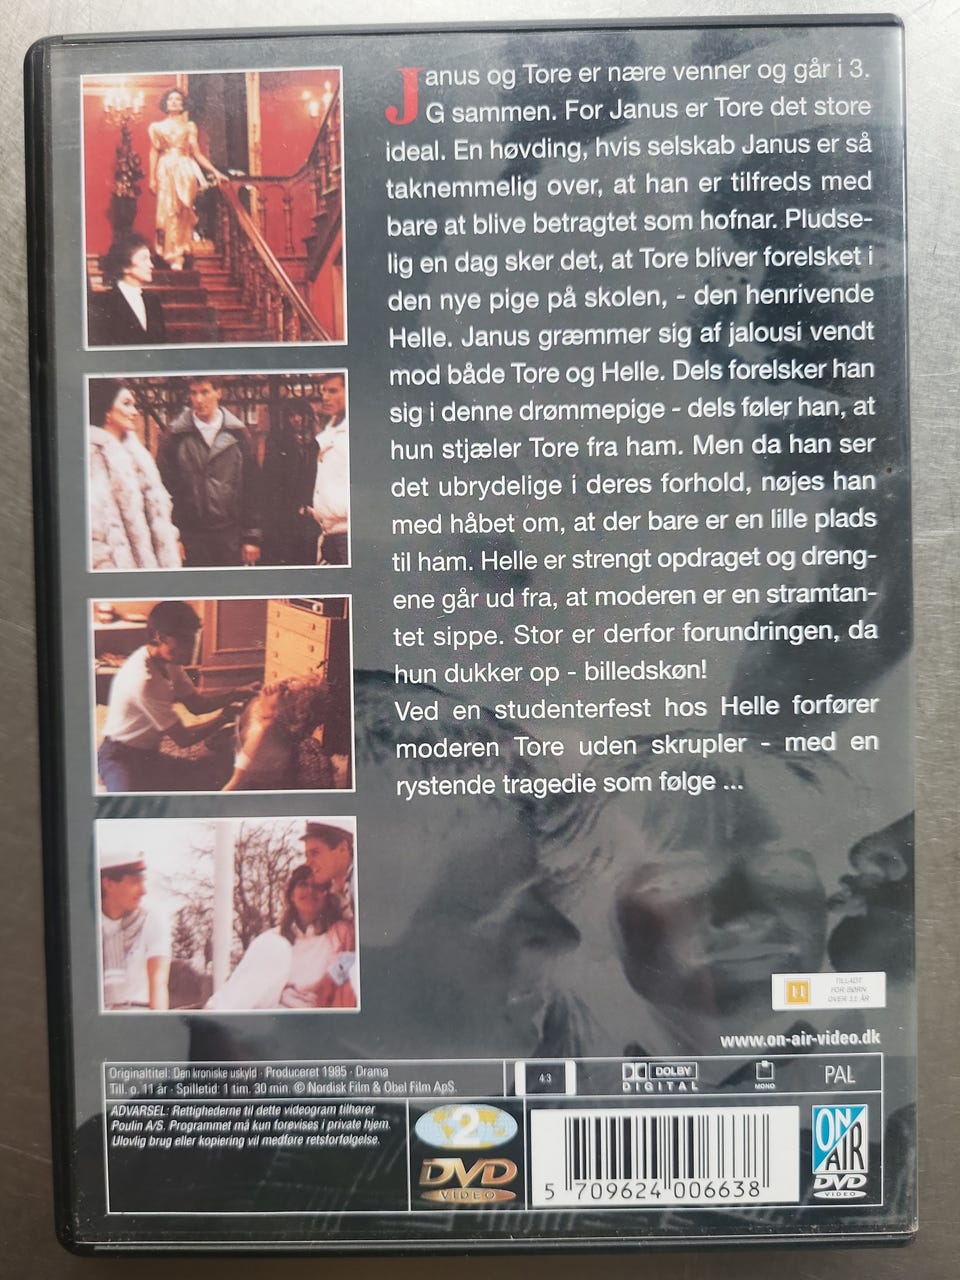 Janus og Tore er nære venner og går i 3.
G sammen. For Janus er Tore det store
ideal. En høvding, hvis selskab Janus er så
taknemmelig over, at han er tilfreds med
bare at blive betragtet som hofnar. Pludse-
lig en dag sker det, at Tore bliver forelsket i
den nye pige på skolen, - den henrivende
Helle. Janus græmmer sig af jalousi vendt
mod både Tore og Helle. Dels forelsker han
sig i denne drømmepige - dels føler han, at
hun stjæler Tore fra ham. Men da han ser
det ubrydelige i deres forhold, nøjes han
med håbet om, at der bare er en lille plads
til ham. Helle er strengt opdraget og dreng-
ene går ud fra, at moderen er en stramtan-
tet sippe. Stor er derfor forundringen, da
hun dukker op - billedskøn!
Ved en studenterfest hos Helle forfører
moderen Tore uden skrupler - med en
rystende tragedie som følge ...
11
TILLADT
FOR BØRN
OVER 11 ÅR
www.on-air-video.dk
Originaltitel: Den kroniske uskyld · Produceret 1985 · Drama
Till. o. 11 år · Spilletid: 1 tim. 30 min. © Nordisk Film & Obel Film ApS.
4:3
DOLBY
DIGITAL
MONO
PAL
ADVARSEL: Rettighederne til dette videogram tilhører
Poulin A/S. Programmet må kun forevises i private hjem.
Ulovlig brug eller kopiering vil medføre retsforfølgelse.
2
DVD
VIDEO
5 709624 006638
ON
AIR
DVD
VIDEO